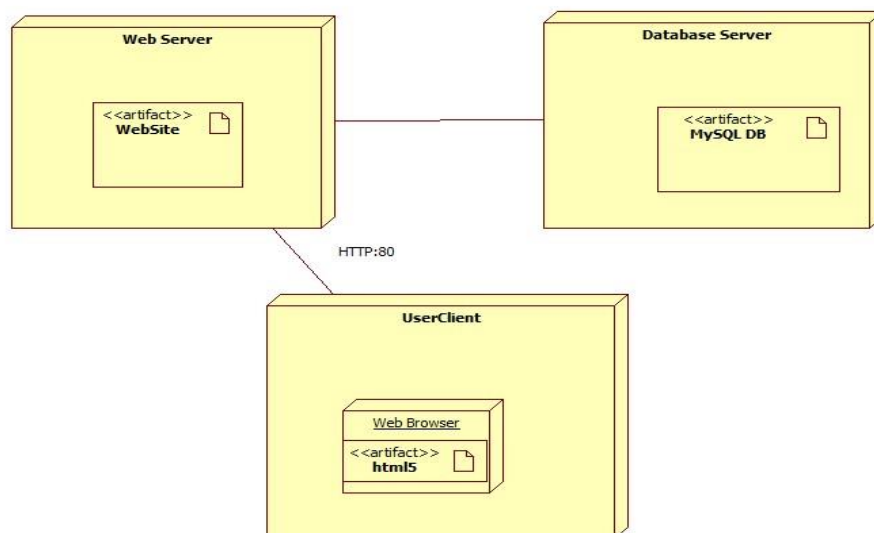 Web Server
<<artifact>>
WebSite
Database Server
<<artifact>>
MySQL DB
HTTP:80
UserClient
Web Browser
<<artifact>>
html5